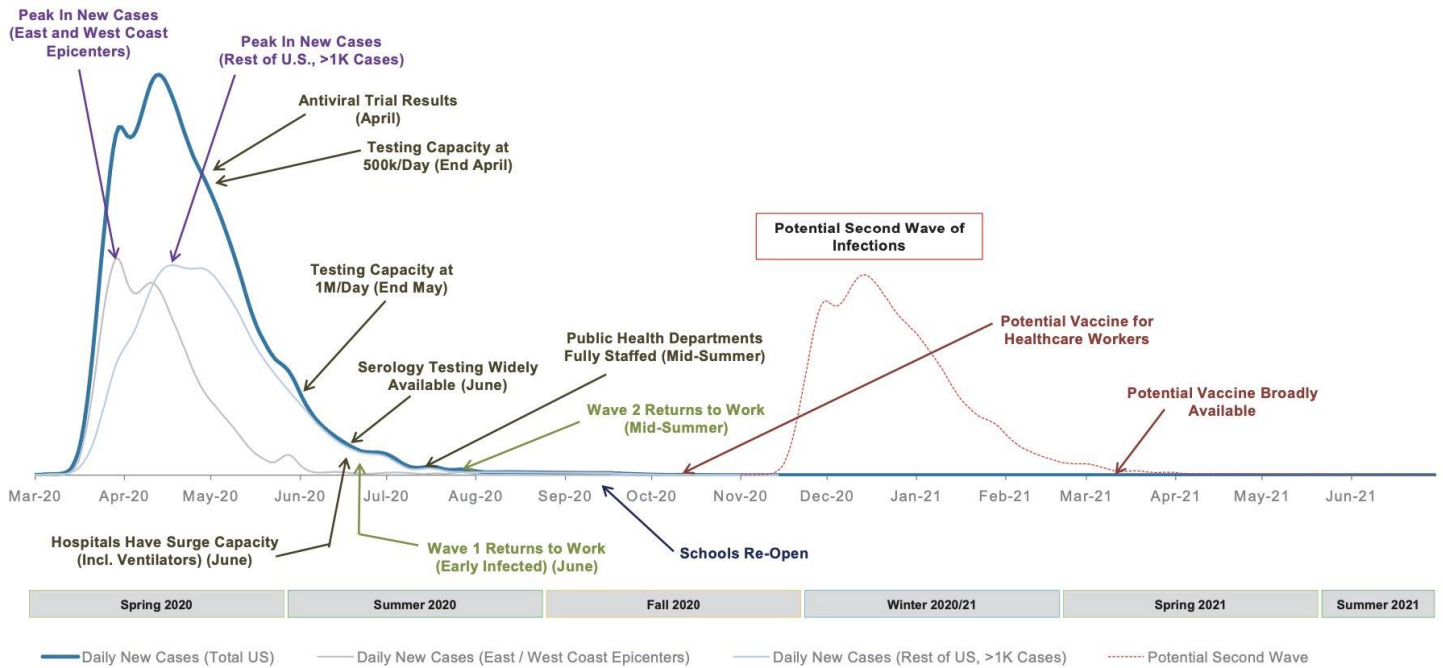 Peak In New Cases
(East and West Coast
Epicenters)
Peak In New Cases
(Rest of U.S., >1K Cases)
Antiviral Trial Results
(April)
Testing Capacity at
500k/Day (End April)
Potential Second Wave of
Infections
Testing Capacity at
1M/Day (End May)
Public Health Departments
Fully Staffed (Mid-Summer)
Potential Vaccine for
Healthcare Workers
Serology Testing Widely
Available (June)
Wave 2 Returns to Work
(Mid-Summer)
Potential Vaccine Broadly
Available
Mar-20 Apr-20 May-20 Jun-20 Jul-20 Aug-20 Sep-20 Oct-20 Nov-20 Dec-20 Jan-21 Feb-21 Mar-21 Apr-21 May-21 Jun-21
Hospitals Have Surge Capacity
(Incl. Ventilators) (June)
Wave 1 Returns to Work
(Early Infected) (June)
Schools Re-Open
Spring 2020 Summer 2020 Fall 2020 Winter 2020/21 Spring 2021 Summer 2021
Daily New Cases (Total US) Daily New Cases (East / West Coast Epicenters) Daily New Cases (Rest of US, >1K Cases) Potential Second Wave